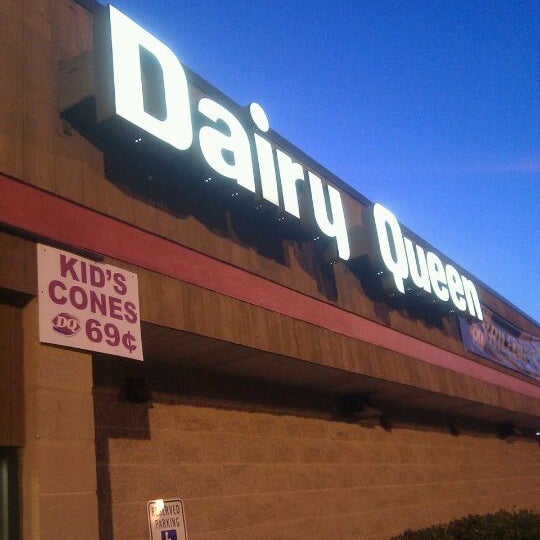 Dairy Queen
KID'S
CONES
DQ 69¢
RESERVED
PARKING